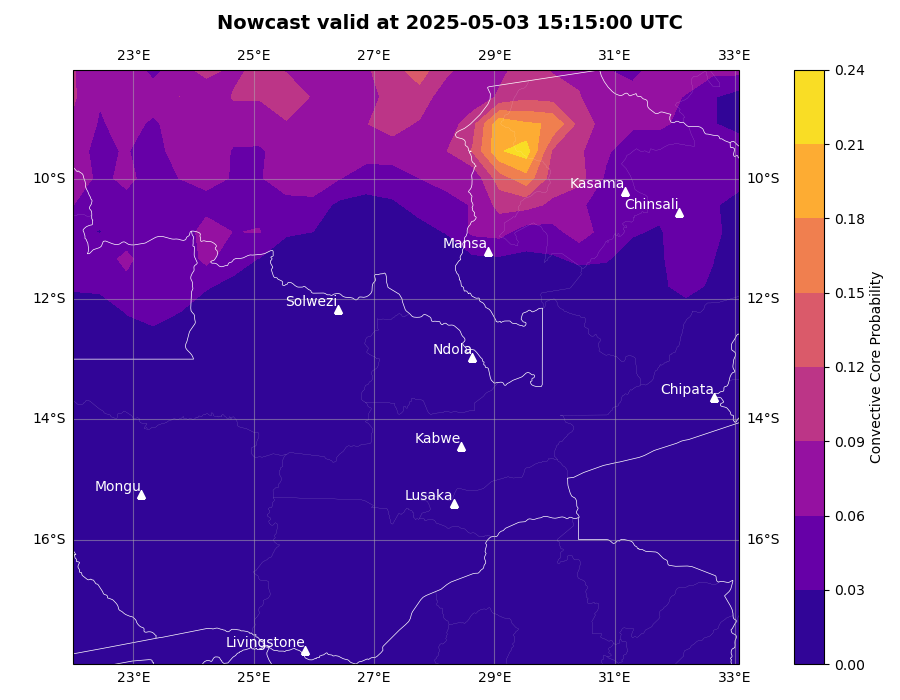 Nowcast valid at 2025-05-03 15:15:00 UTC
23°E 25°E 27°E 29°E 31°E 33°E
0.24
0.21
0.18
0.15
0.12
0.09
0.06
0.03
0.00
Convective Core Probability
10°S 10°S
12°S 12°S
14°S 14°S
16°S 16°S
Kasama
Chinsali
Mansa
Solwezi
Ndola
Chipata
Kabwe
Mongu
Lusaka
Livingstone
23°E 25°E 27°E 29°E 31°E 33°E